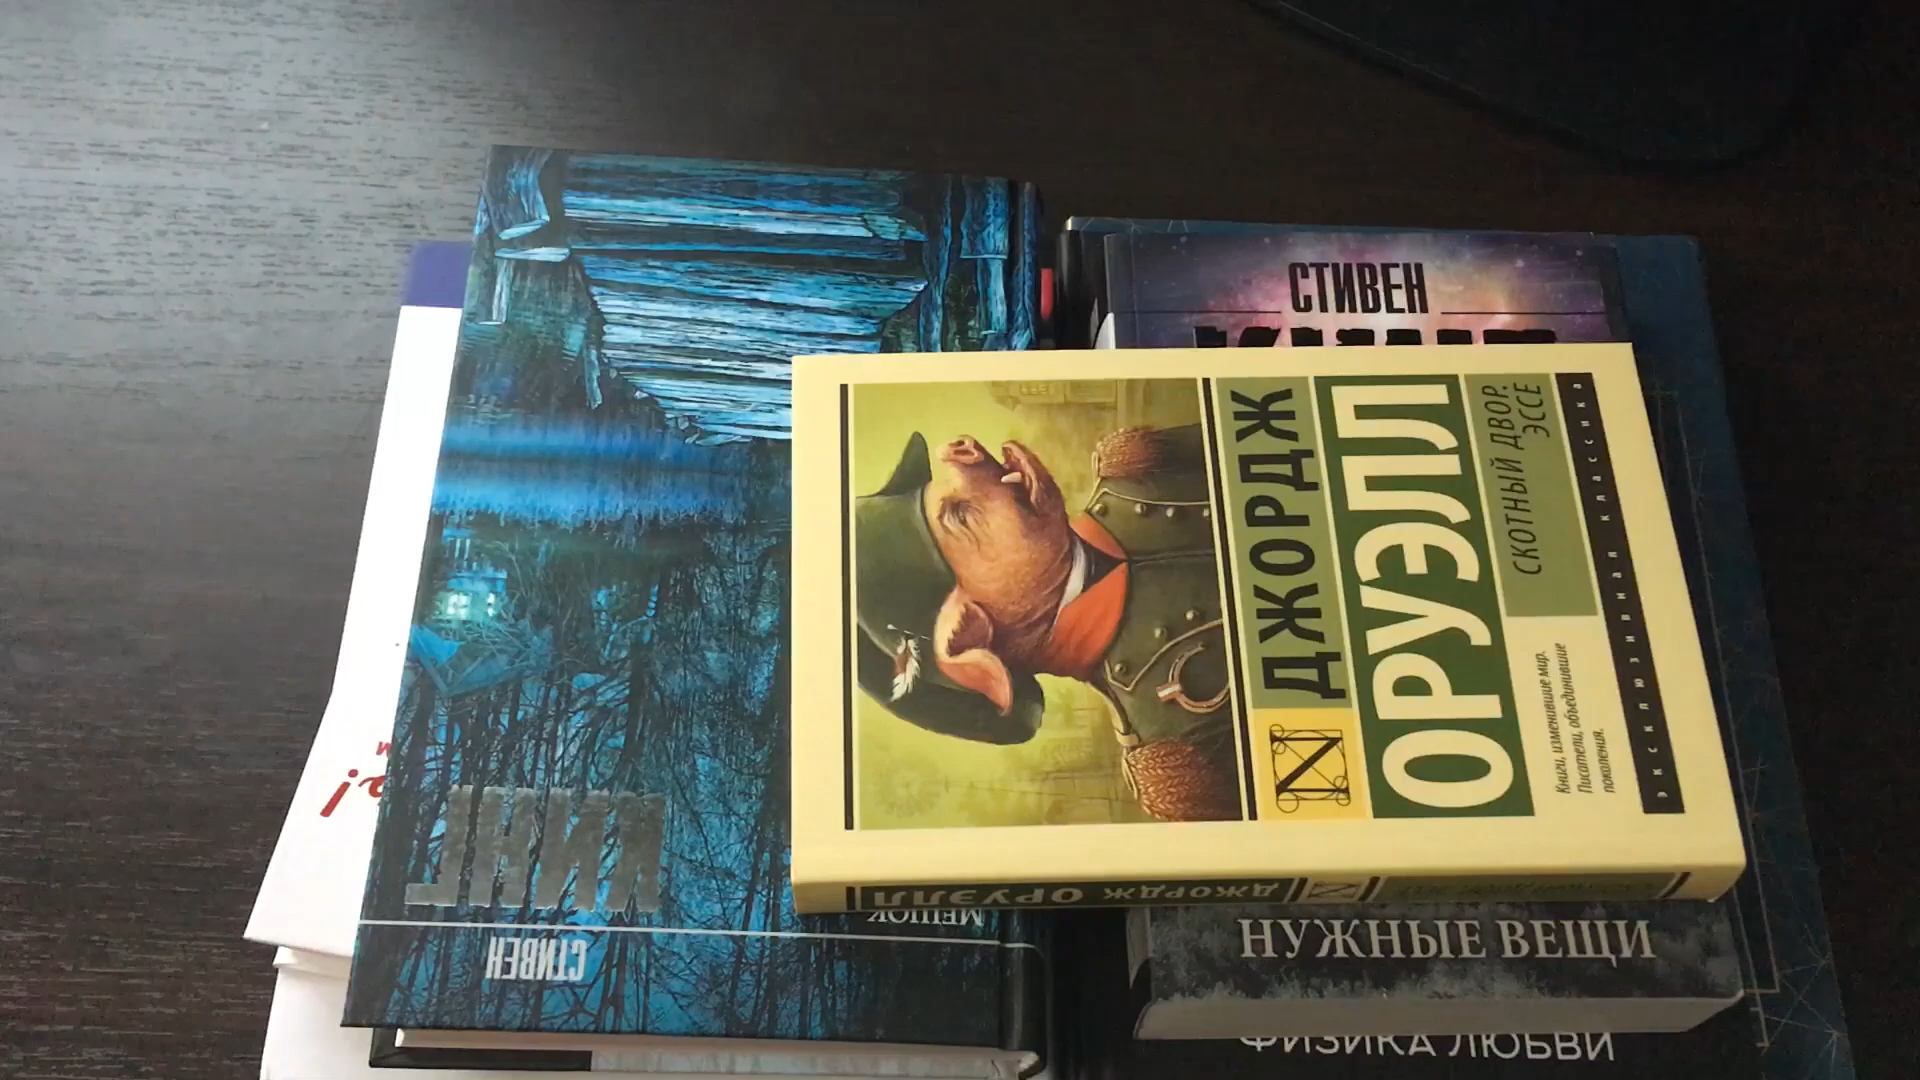 СТИВЕН
ДЖОРДЖ
ОРУЭЛЛ
СКОТНЫЙ ДВОР.
ЭССЕ
Книги, изменившие мир.
Писатели, объединившие
поколения.
эксклюзивная классика
N
ДЖОРДЖ ОРУЭЛЛ
N
СТИВЕН
КИНГ
МЕШОК
НУЖНЫЕ ВЕЩИ
ФИЗИКА ЛЮБВИ